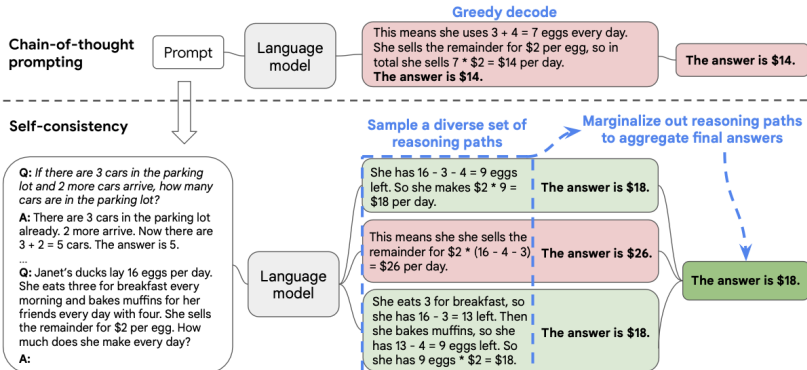 Greedy decode
Chain-of-thought
prompting
Prompt
Language
model
This means she uses 3 + 4 = 7 eggs every day.
She sells the remainder for $2 per egg, so in
total she sells 7 * $2 = $14 per day.
The answer is $14.
The answer is $14.
Self-consistency
Sample a diverse set of
reasoning paths
Marginalize out reasoning paths
to aggregate final answers
Q: If there are 3 cars in the parking
lot and 2 more cars arrive, how many
cars are in the parking lot?
A: There are 3 cars in the parking lot
already. 2 more arrive. Now there are
3 + 2 = 5 cars. The answer is 5.
...
Q: Janet's ducks lay 16 eggs per day.
She eats three for breakfast every
morning and bakes muffins for her
friends every day with four. She sells
the remainder for $2 per egg. How
much does she make every day?
A:
Language
model
She has 16 - 3 - 4 = 9 eggs
left. So she makes $2 * 9 =
$18 per day.
The answer is $18.
This means she she sells the
remainder for $2 * (16 - 4 - 3)
= $26 per day.
The answer is $26.
She eats 3 for breakfast, so
she has 16 - 3 = 13 left. Then
she bakes muffins, so she
has 13 - 4 = 9 eggs left. So
she has 9 eggs * $2 = $18.
The answer is $18.
The answer is $18.